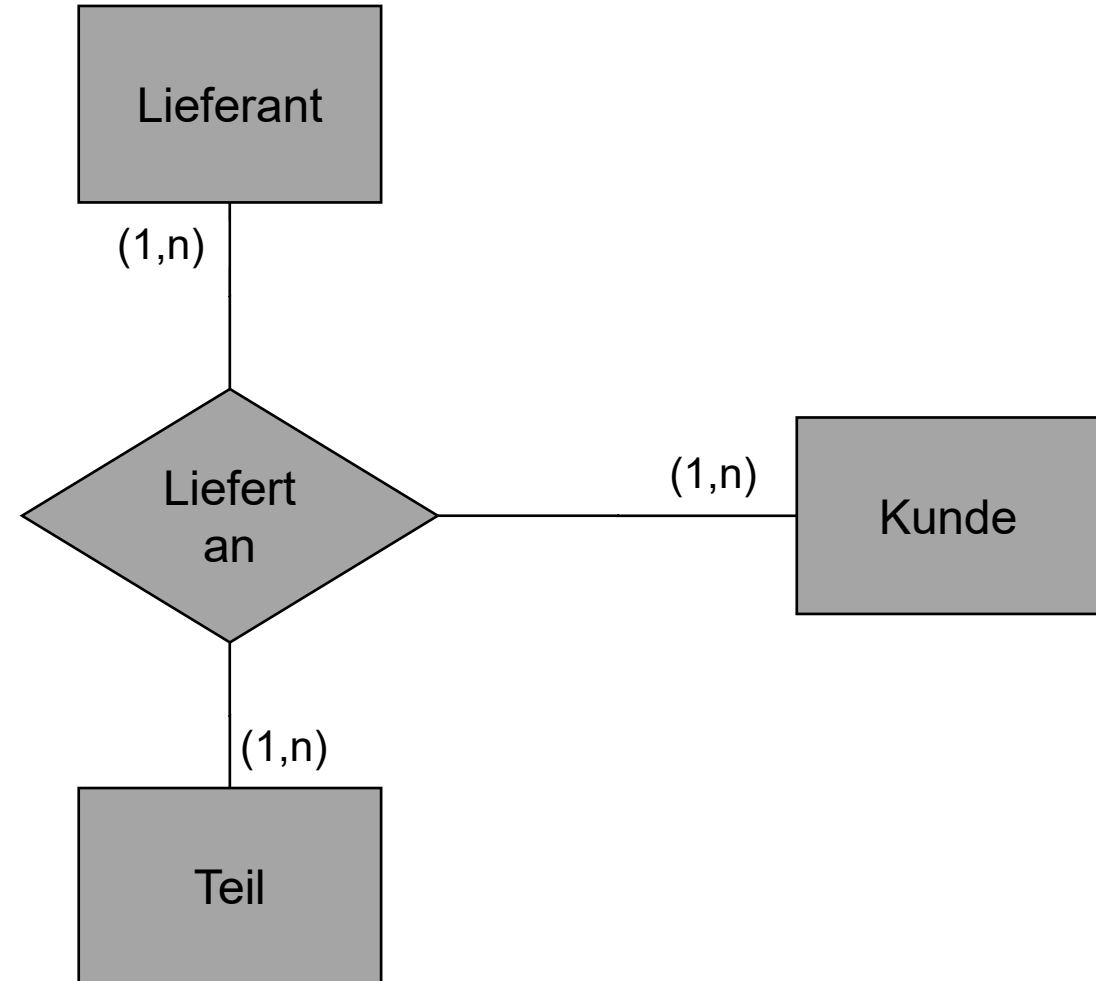 Lieferant
(1,n)
Liefert
an
(1,n)
Kunde
(1,n)
Teil